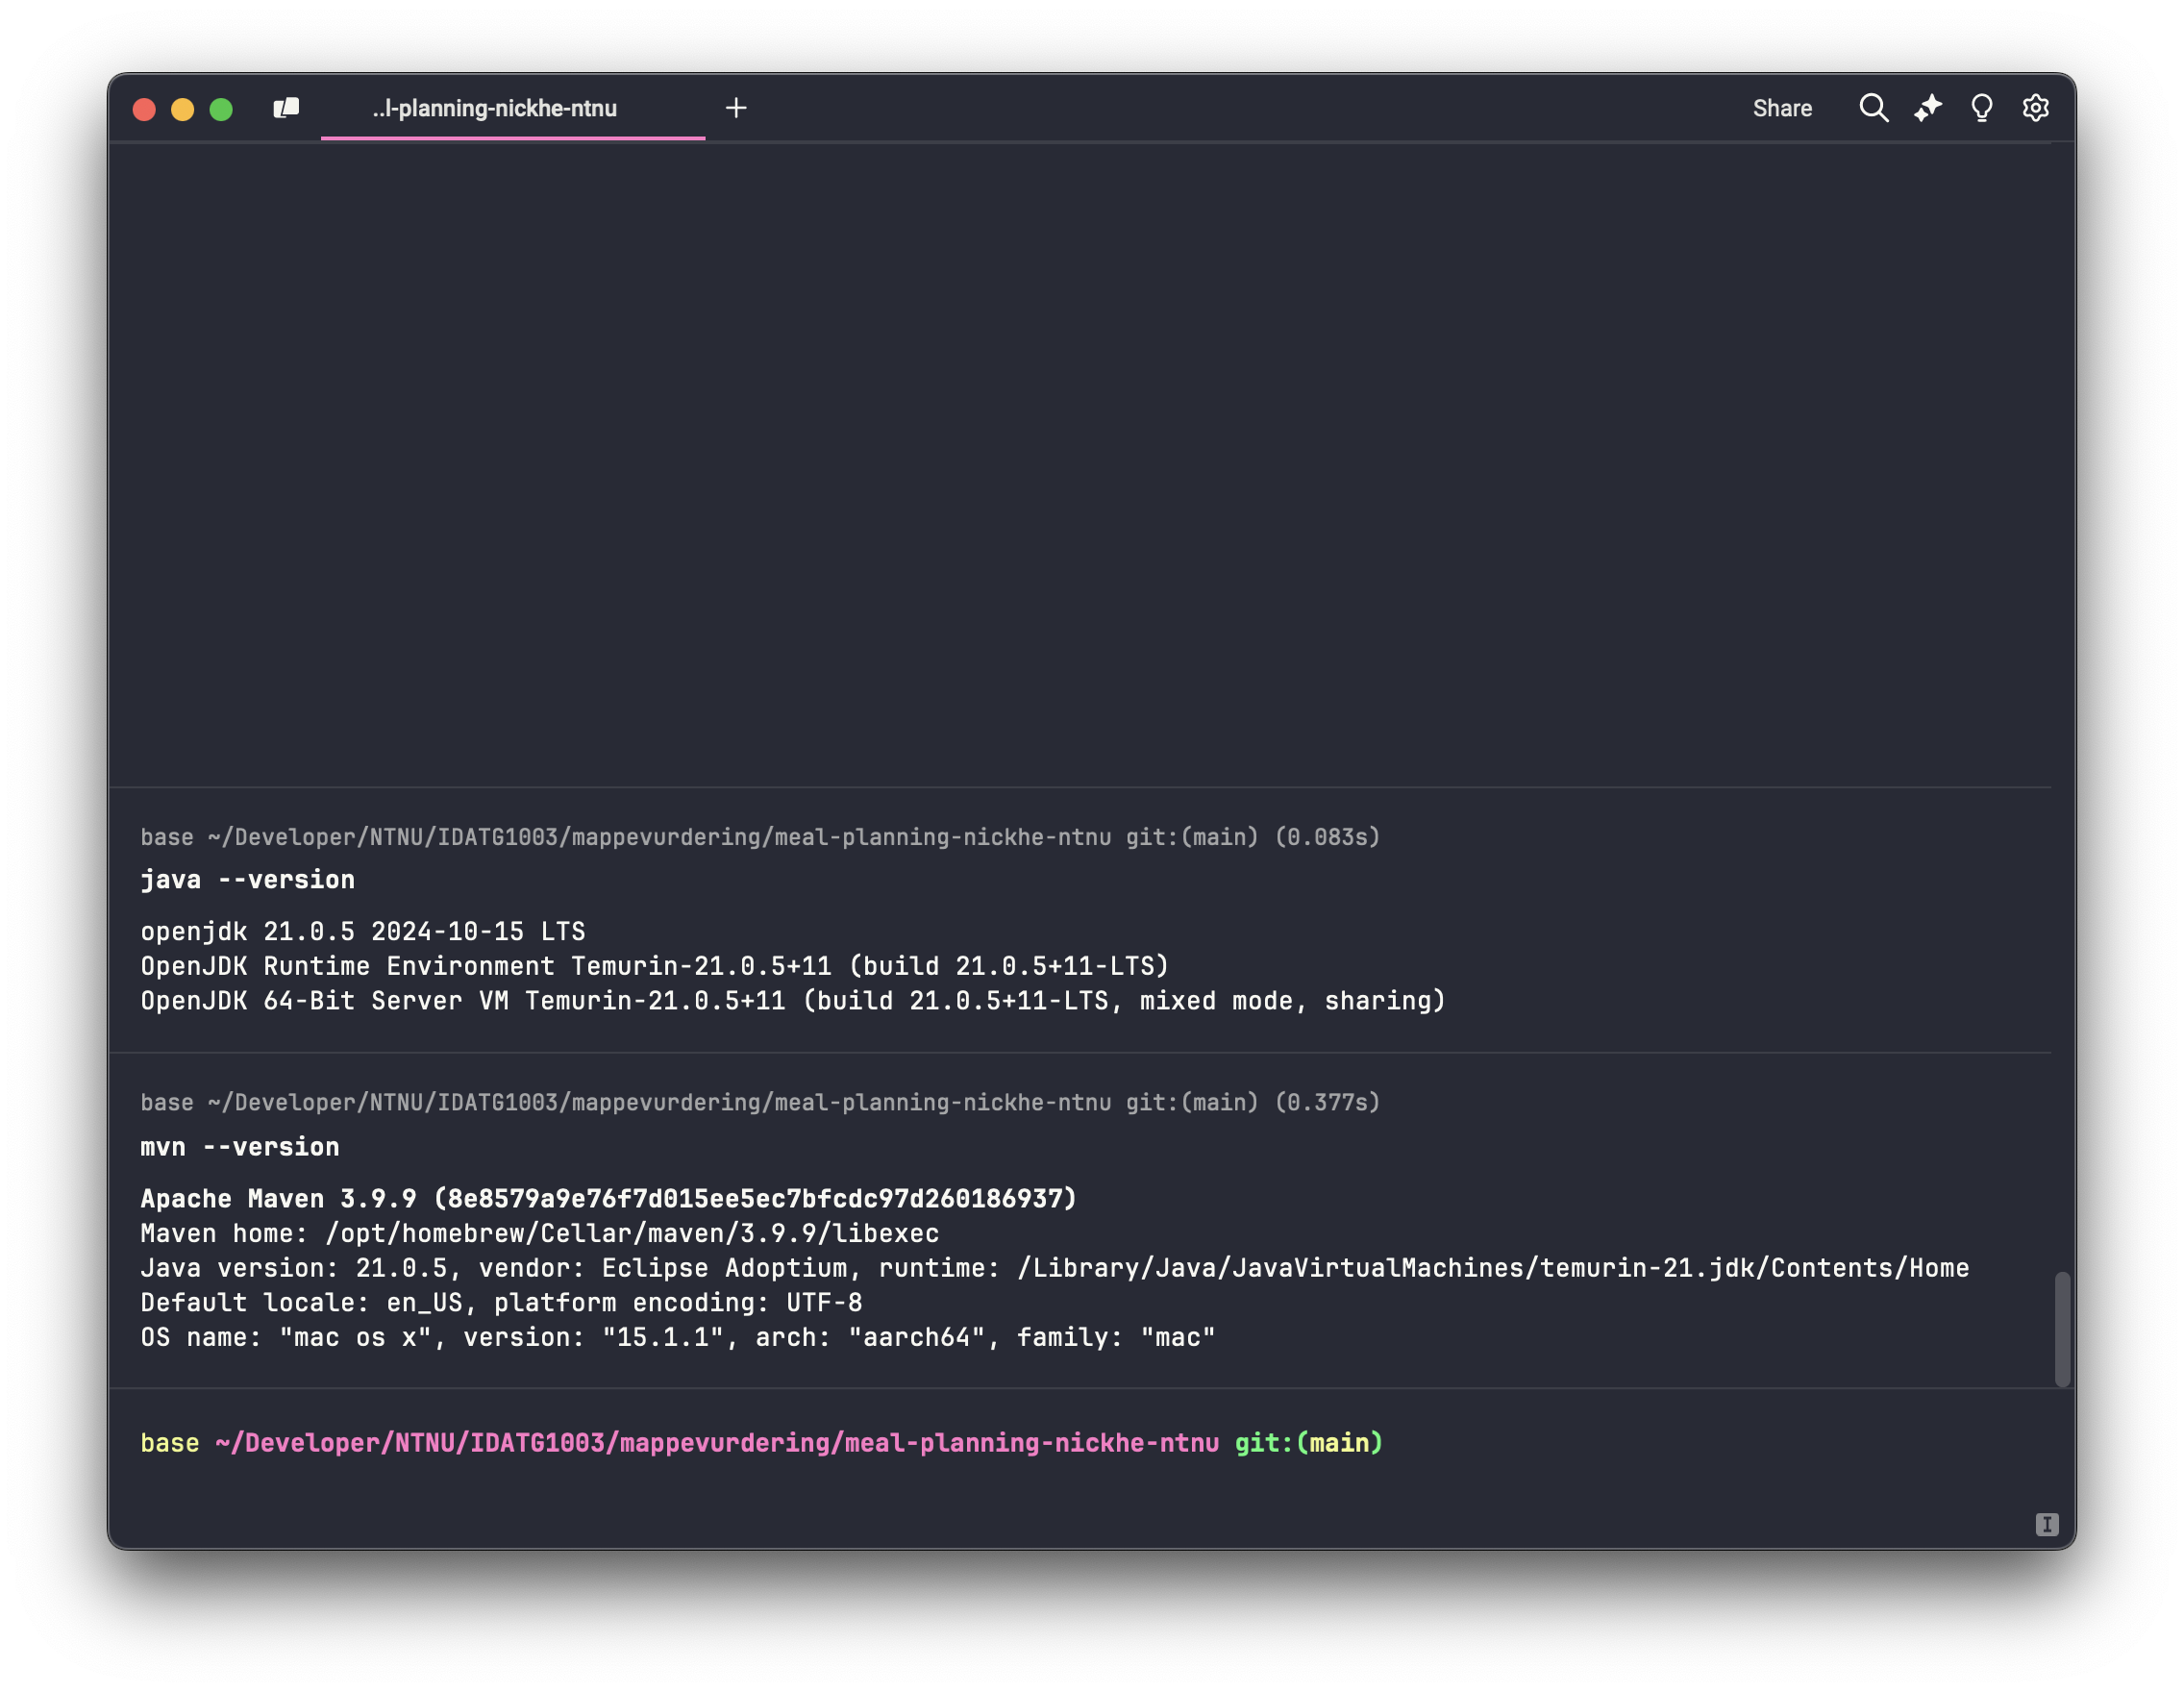 ..l-planning-nickhe-ntnu
Share
base ~/Developer/NTNU/IDATG1003/mappevurdering/meal-planning-nickhe-ntnu git:(main) (0.083s)
java --version
openjdk 21.0.5 2024-10-15 LTS
OpenJDK Runtime Environment Temurin-21.0.5+11 (build 21.0.5+11-LTS)
OpenJDK 64-Bit Server VM Temurin-21.0.5+11 (build 21.0.5+11-LTS, mixed mode, sharing)
base ~/Developer/NTNU/IDATG1003/mappevurdering/meal-planning-nickhe-ntnu git:(main) (0.377s)
mvn --version
Apache Maven 3.9.9 (8e8579a9e76f7d015ee5ec7bfcdc97d260186937)
Maven home: /opt/homebrew/Cellar/maven/3.9.9/libexec
Java version: 21.0.5, vendor: Eclipse Adoptium, runtime: /Library/Java/JavaVirtualMachines/temurin-21.jdk/Contents/Home
Default locale: en_US, platform encoding: UTF-8
OS name: "mac os x", version: "15.1.1", arch: "aarch64", family: "mac"
base ~/Developer/NTNU/IDATG1003/mappevurdering/meal-planning-nickhe-ntnu git:(main)
I